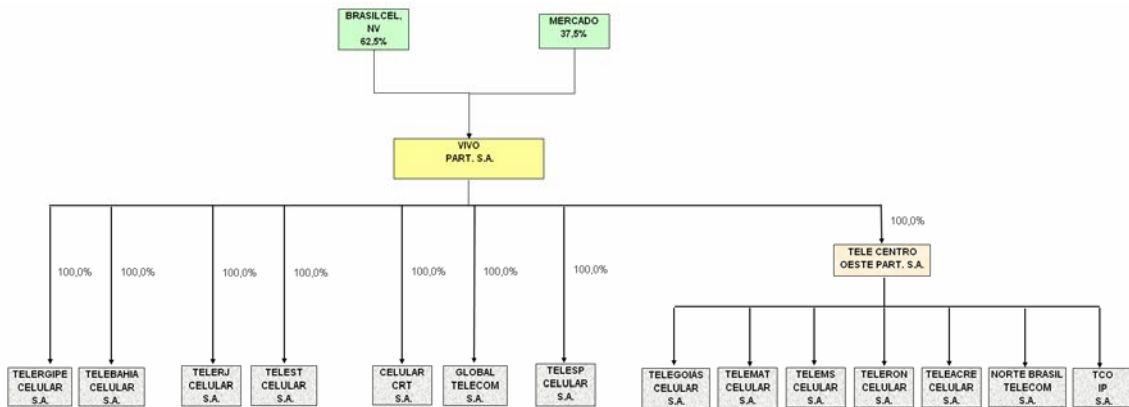 BRASILCEL,
NV
62,5%
MERCADO
37,5%
VIVO
PART. S.A.
100,0%
TELE CENTRO
OESTE PART. S.A.
100,0%
100,0%
100,0%
100,0%
100,0%
100,0%
100,0%
TELERGIPE
CELULAR
S.A.
TELEBAHIA
CELULAR
S.A.
TELERJ
CELULAR
S.A.
TELEST
CELULAR
S.A.
CELULAR
CRT
S.A.
GLOBAL
TELECOM
S.A.
TELESP
CELULAR
S.A.
TELEGOIÁS
CELULAR
S.A.
TELEMAT
CELULAR
S.A.
TELEMS
CELULAR
S.A.
TELERON
CELULAR
S.A.
TELEACRE
CELULAR
S.A.
NORTE BRASIL
TELECOM
S.A.
TCO
IP
S.A.